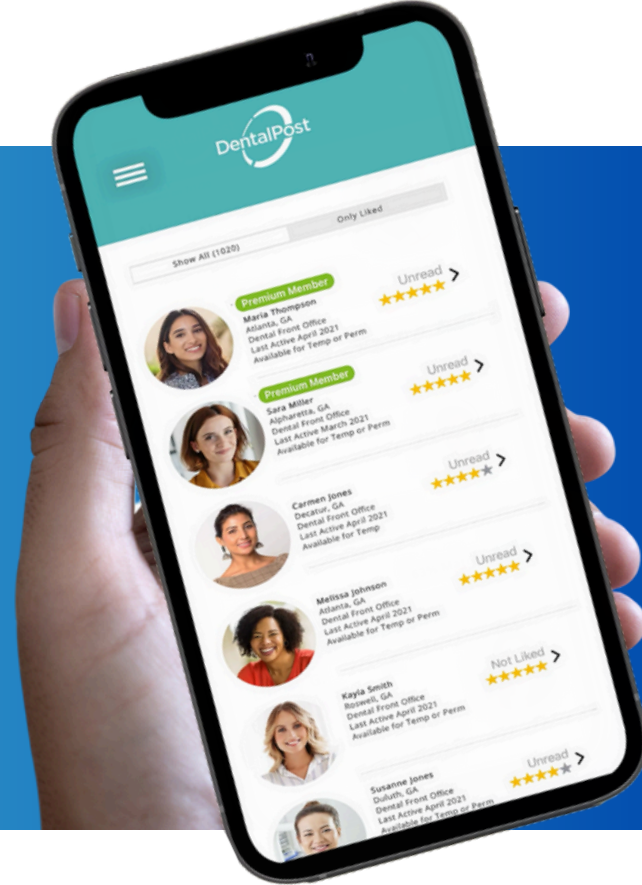 DentalPost
Show All (1020)
Only Liked
Premium Member
Maria Thompson
Atlanta, GA
Dental Front Office
Last Active April 2021
Available for Temp or Perm
Unread
Premium Member
Sara Miller
Alpharetta, GA
Dental Front Office
Last Active March 2021
Available for Temp or Perm
Unread
Carmen Jones
Decatur, GA
Dental Front Office
Last Active April 2021
Available for Temp
Unread
Melissa Johnson
Atlanta, GA
Dental Front Office
Last Active April 2021
Available for Temp or Perm
Unread
Kayla Smith
Roswell, GA
Dental Front Office
Last Active April 2021
Available for Temp or Perm
Not Liked
Susanne Jones
Duluth, GA
Dental Front Office
Last Active April 2021
Available for Temp or Perm
Unread